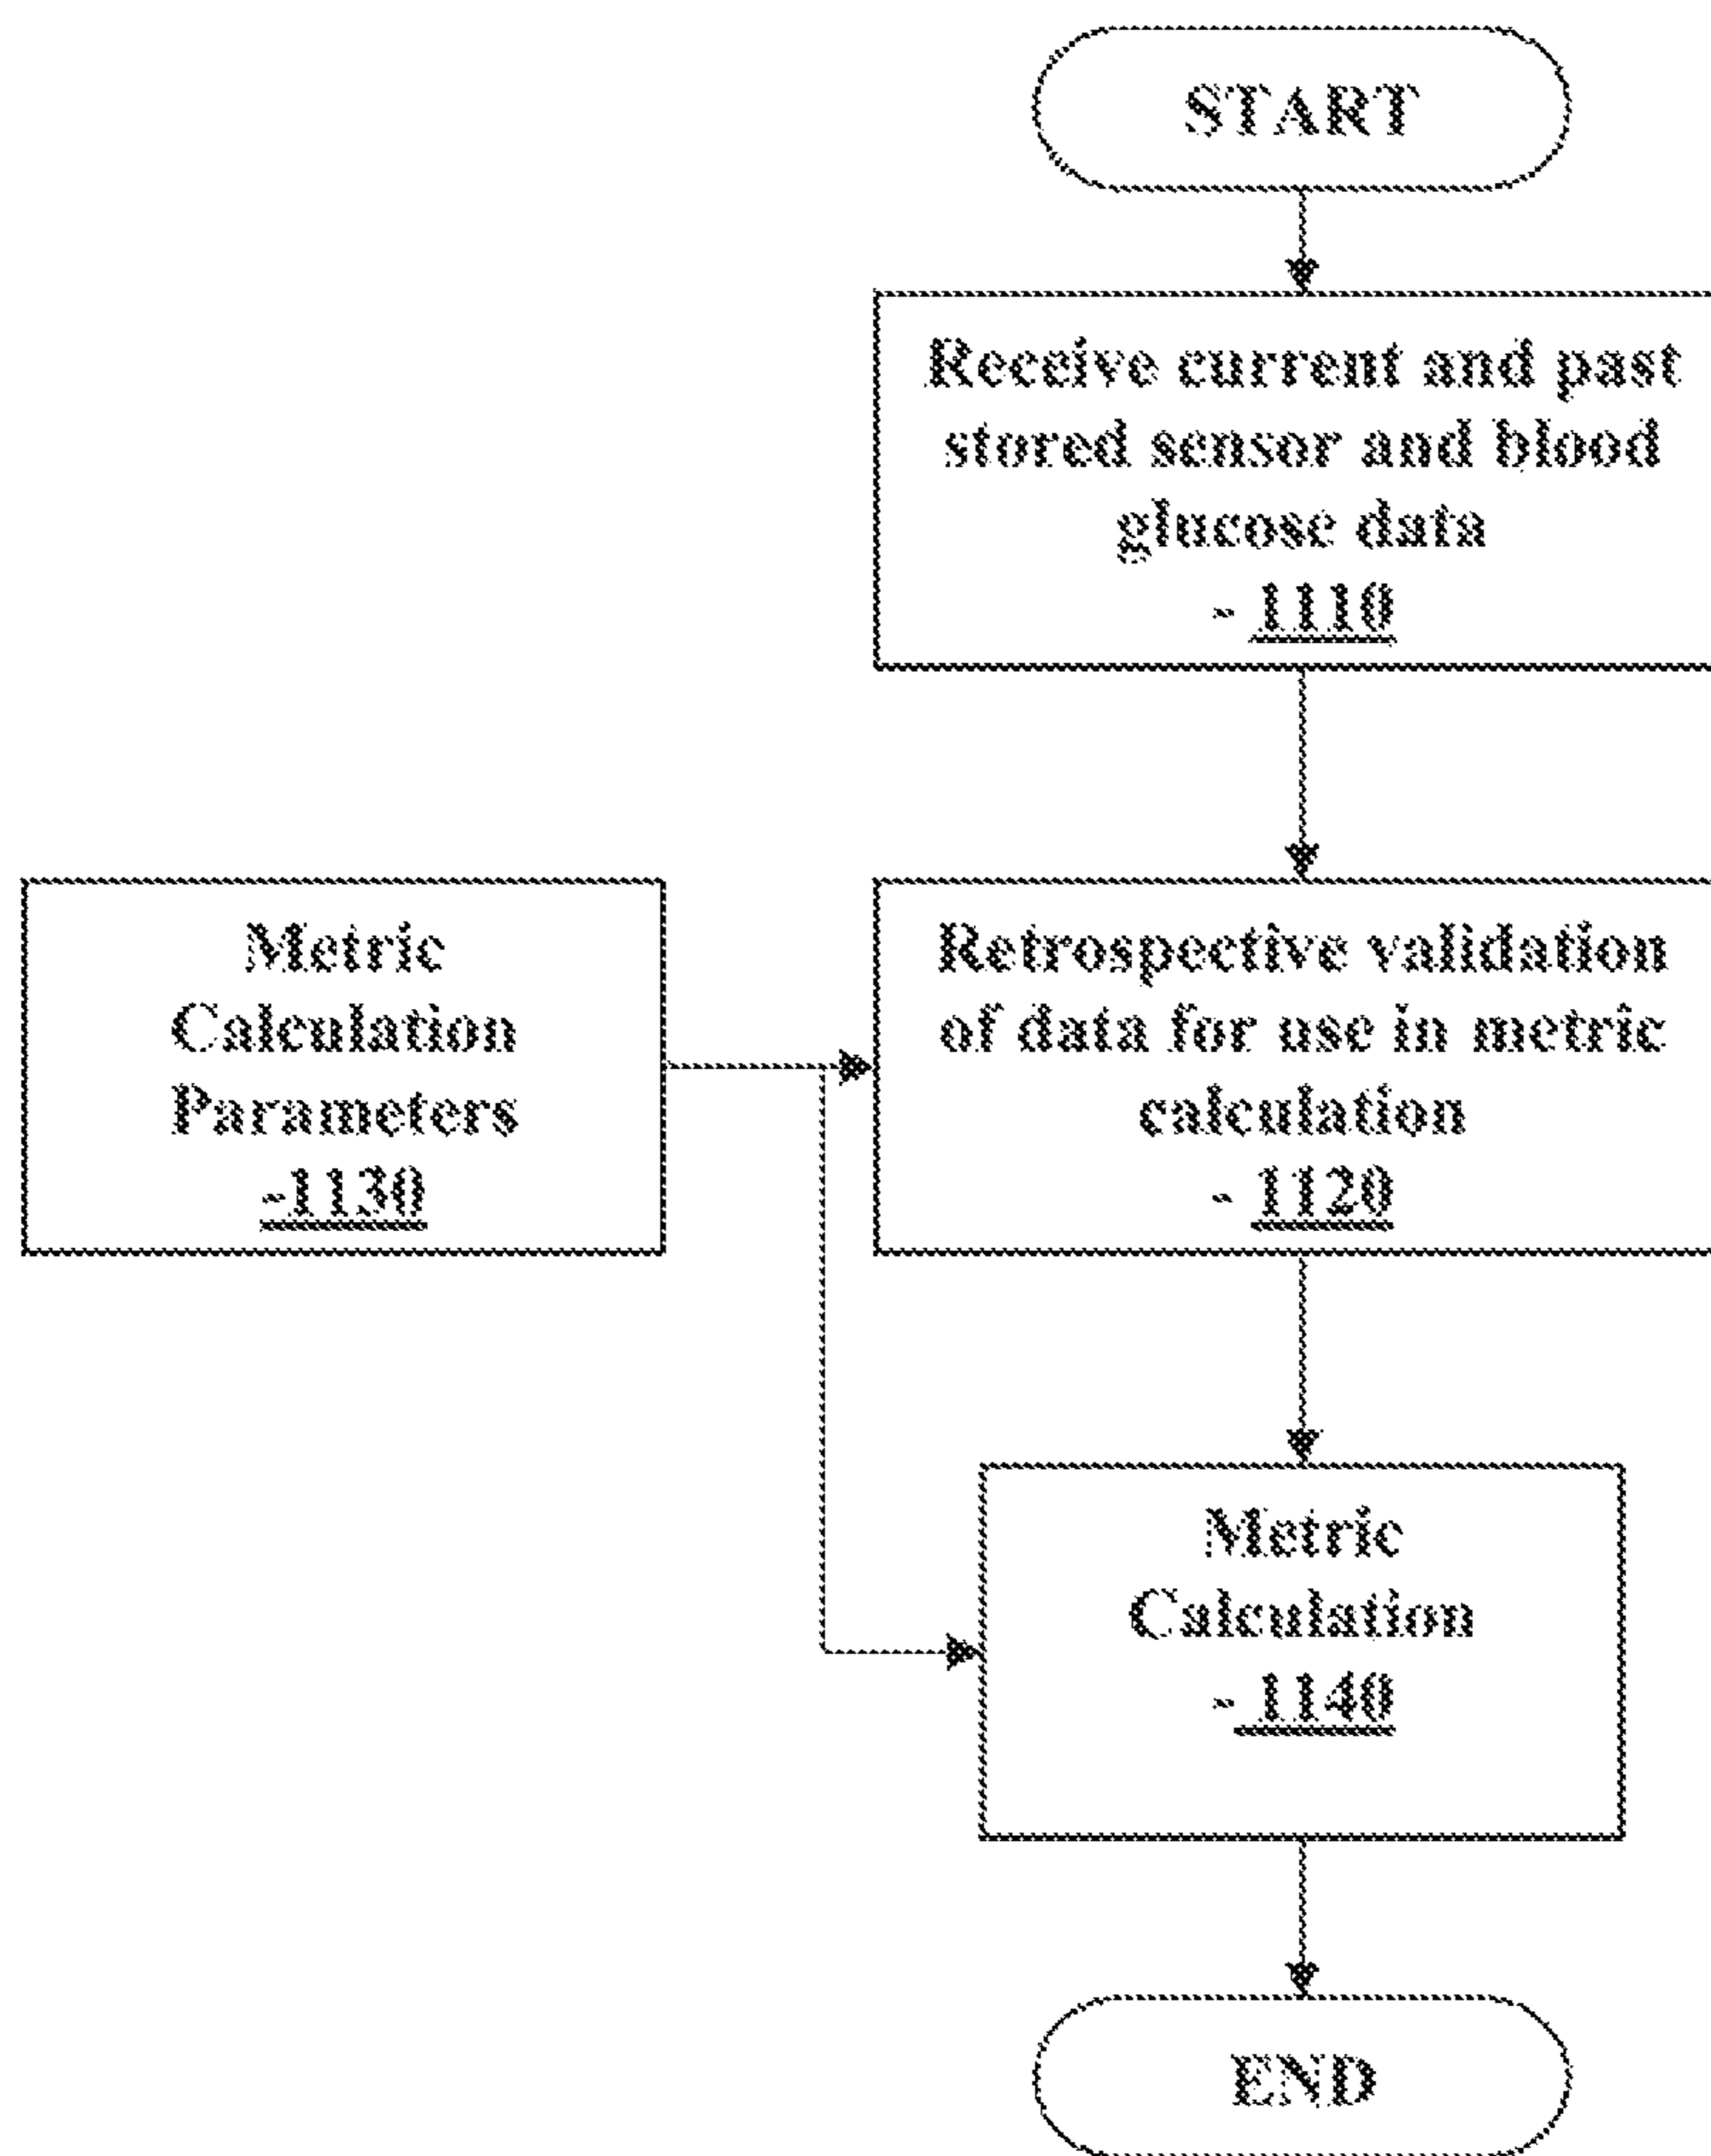 START
Receive current and past
stored sensor and blood
glucose data
- 1110
Metric
Calculation
Parameters
-1130
Retrospective validation
of data for use in metric
calculation
- 1120
Metric
Calculation
- 1140
END